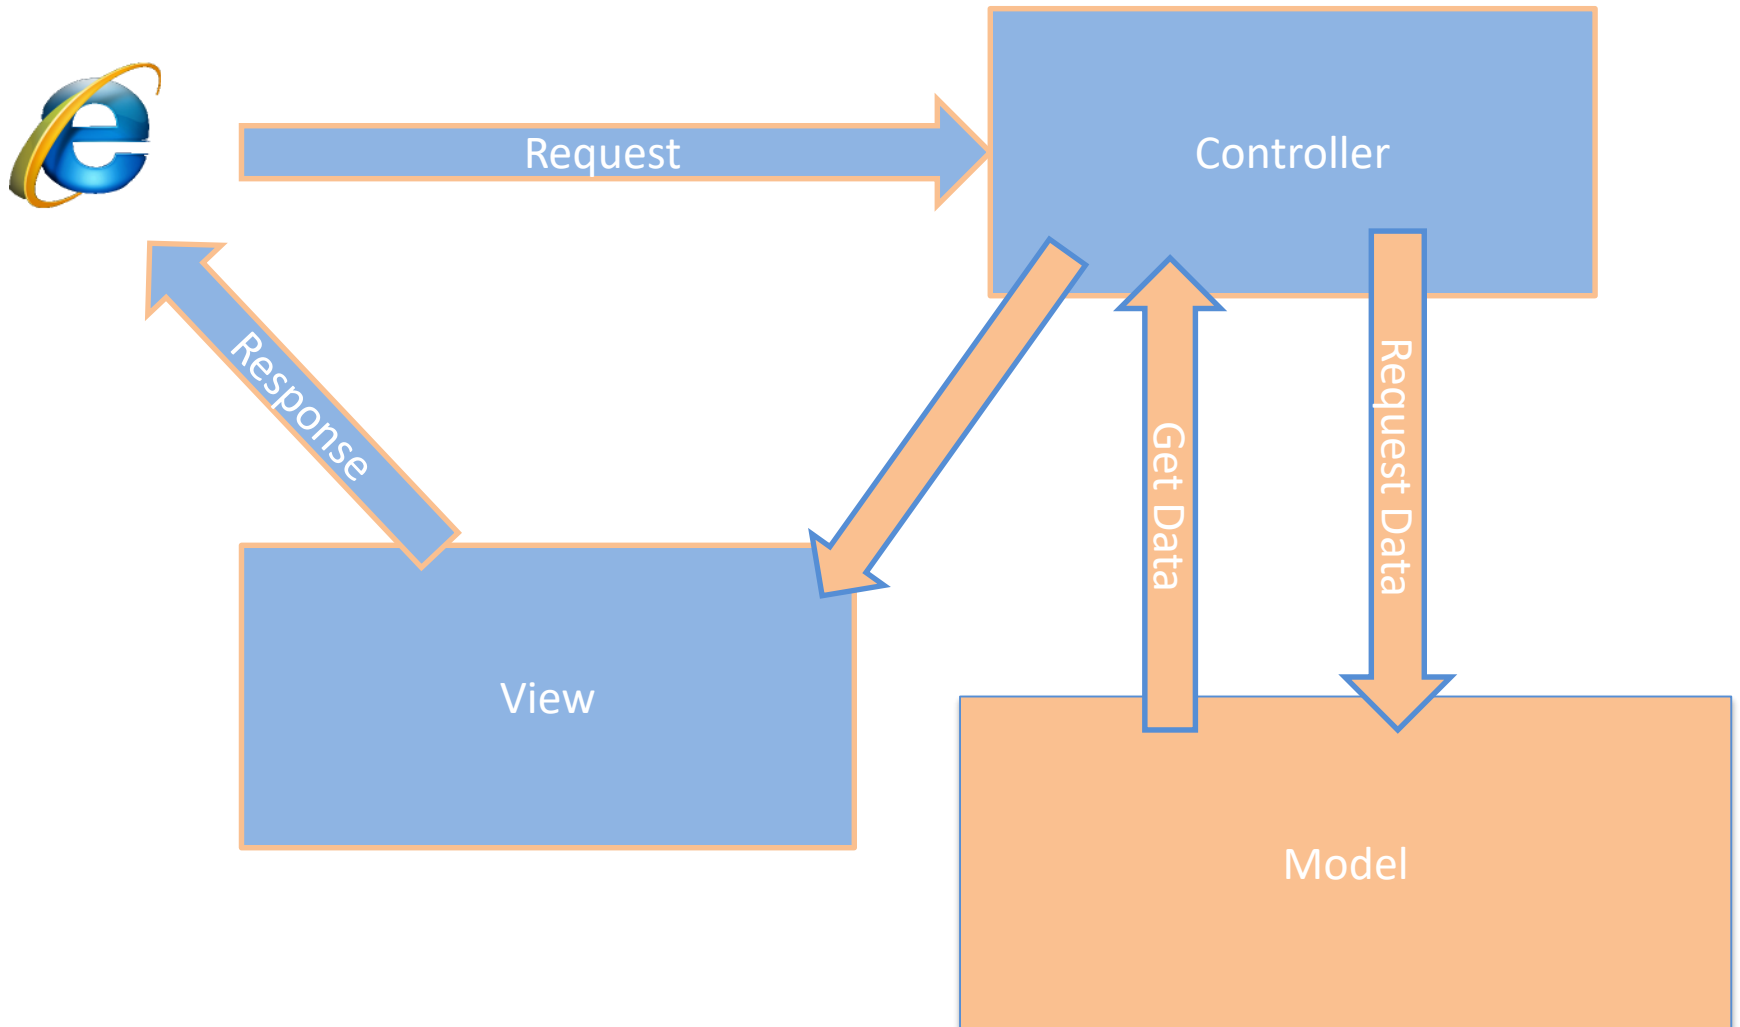 Request
Controller
Response
Get Data
Request Data
View
Model